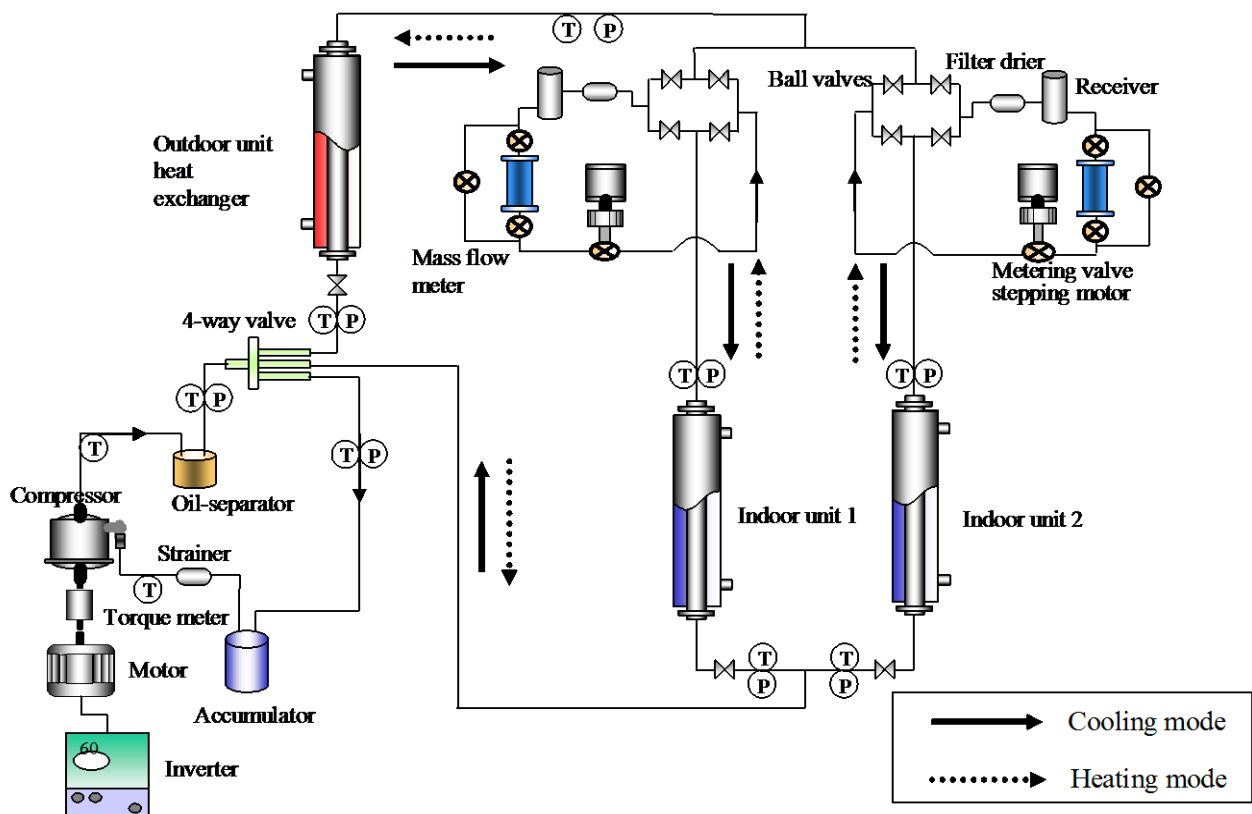 T P
Filter drier
Ball valves
Receiver
Outdoor unit
heat
exchanger
Mass flow
meter
Metering valve
stepping motor
T P
4-way valve
T P
T P
T P
T
T P
Compressor
Oil-separator
Indoor unit 1
Indoor unit 2
Strainer
T
Torque meter
Motor
T
P
T
P
Accumulator
Cooling mode
60
Inverter
Heating mode